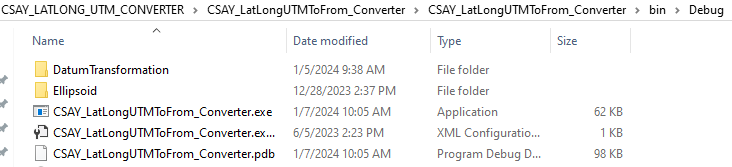 CSAY_LATLONG_UTM_CONVERTER > CSAY_LatLongUTMToFrom_Converter > CSAY_LatLongUTMToFrom_Converter > bin > Debug
Name Date modified Type Size
DatumTransformation 1/5/2024 9:38 AM File folder
Ellipsoid 12/28/2023 2:37 PM File folder
CSAY_LatLongUTMToFrom_Converter.exe 1/7/2024 10:05 AM Application 62 KB
CSAY_LatLongUTMToFrom_Converter.ex... 6/5/2023 2:23 PM XML Configuratio... 1 KB
CSAY_LatLongUTMToFrom_Converter.pdb 1/7/2024 10:05 AM Program Debug D... 98 KB